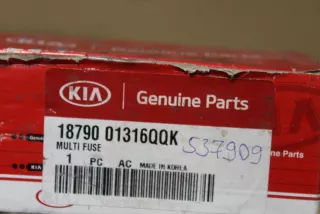 KIA Genuine Parts
18790 01316QQK
537909
MULTI FUSE
1 PC AC MADE IN KOREA